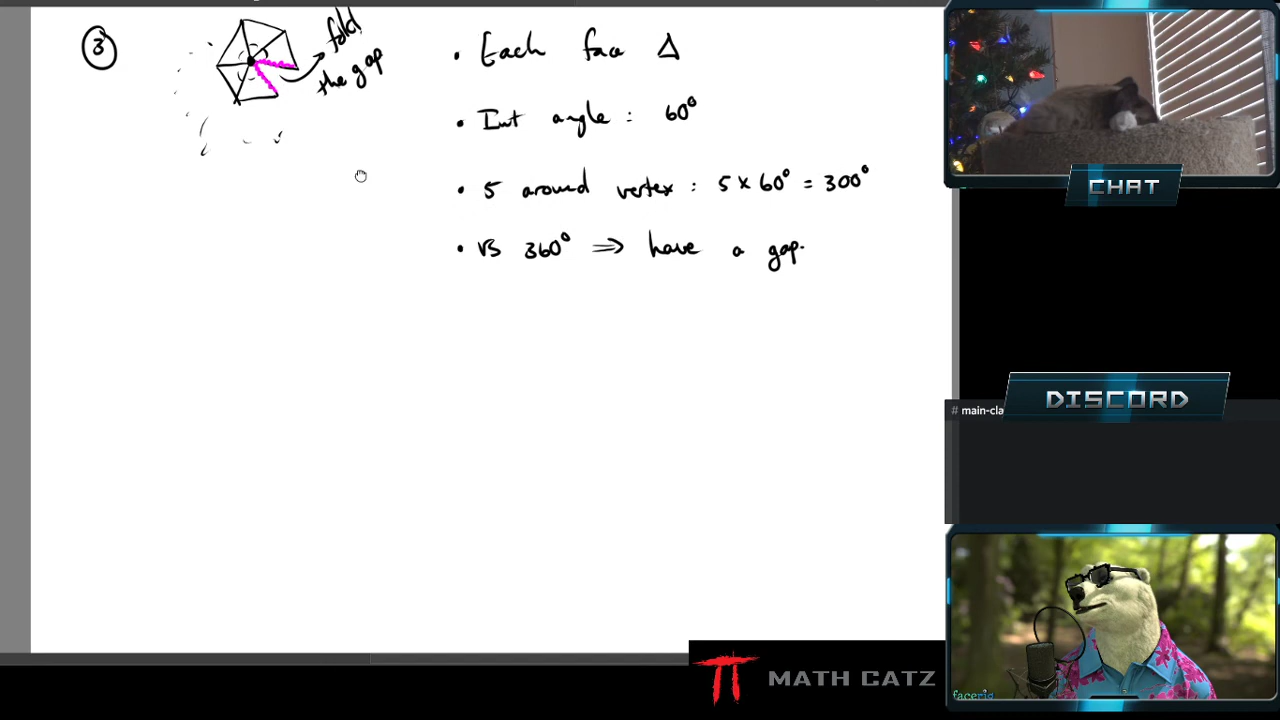 3
fold
the gap
• Each face Δ
• Int angle : 60°
• 5 around vertex : 5 × 60° = 300°
• vs 360° ⇒ have a gap.
CHAT
DISCORD
# main-cla
facerig
MATH CATZ